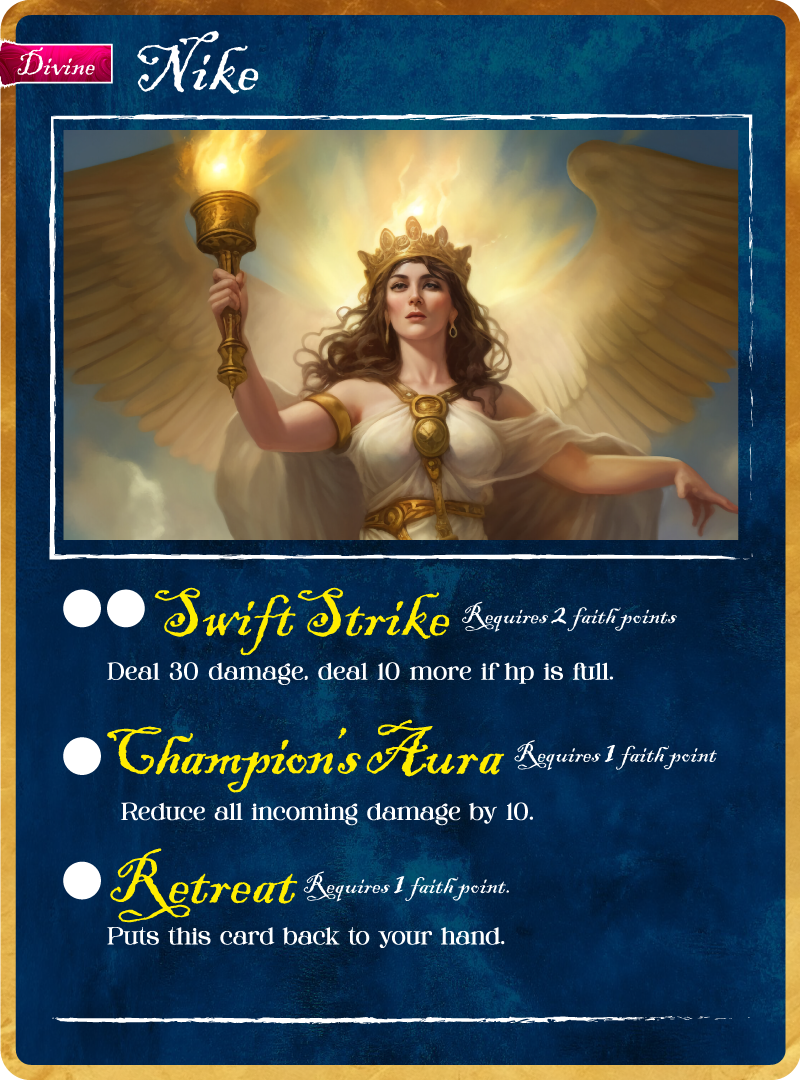 Divine
Nike
Swift Strike Requires 2 faith points
Deal 30 damage. deal 10 more if hp is full.
Champion's Aura Requires 1 faith point
Reduce all incoming damage by 10.
Retreat Requires 1 faith point.
Puts this card back to your hand.